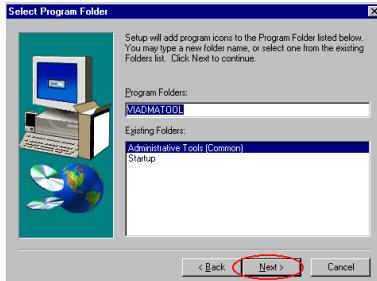 Select Program Folder
Setup will add program icons to the Program Folder listed below.
You may type a new folder name, or select one from the existing
Folders list. Click Next to continue.
Program Folders:
VIADMATOOL
Existing Folders:
Administrative Tools (Common)
Startup
< Back
Next >
Cancel